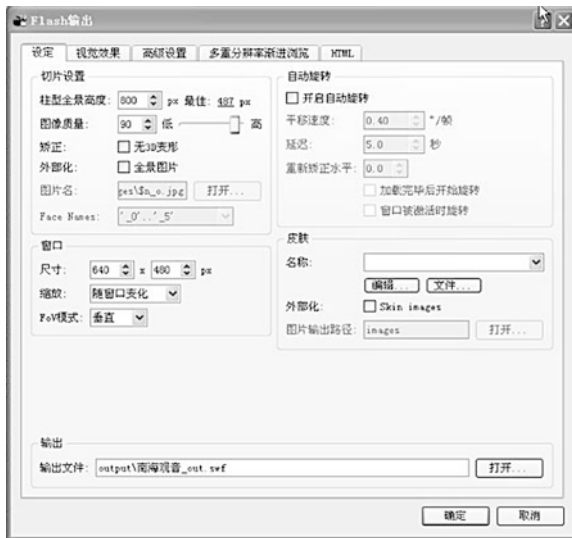 Flash输出
设定 视觉效果 高级设置 多重分辨率渐进浏览 HTML
切片设置
柱型全景高度: 800 px 最佳: 487 px
图像质量: 90 低 高
矫正: 无3D变形
外部化: 全景图片
图片名: ges\$n_o.jpg 打开...
Face Names: '_0'..'_5'
窗口
尺寸: 640 x 480 px
缩放: 随窗口变化
FoV模式: 垂直
自动旋转
开启自动旋转
平移速度: 0.40 °/帧
延迟: 5.0 秒
重新矫正水平: 0.0
加载完毕后开始旋转
窗口被激活时旋转
皮肤
名称:
编辑... 文件...
外部化: Skin images
图片输出路径: images 打开...
输出
输出文件: output\南海观音_out.swf 打开...
确定 取消